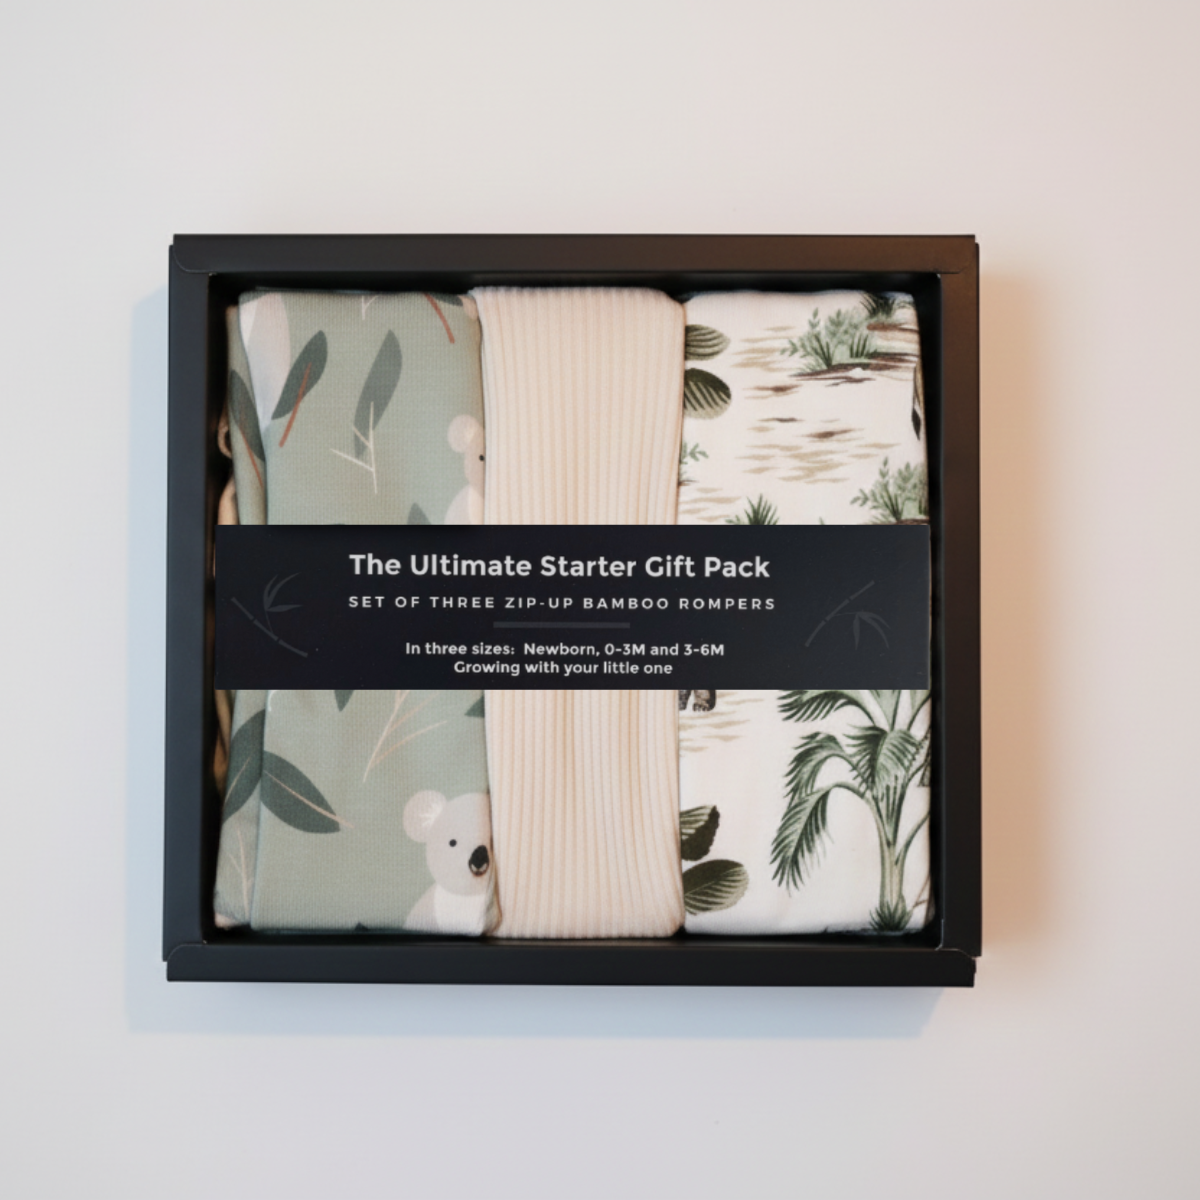 The Ultimate Starter Gift Pack
SET OF THREE ZIP-UP BAMBOO ROMPERS
In three sizes: Newborn, 0-3M and 3-6M
Growing with your little one